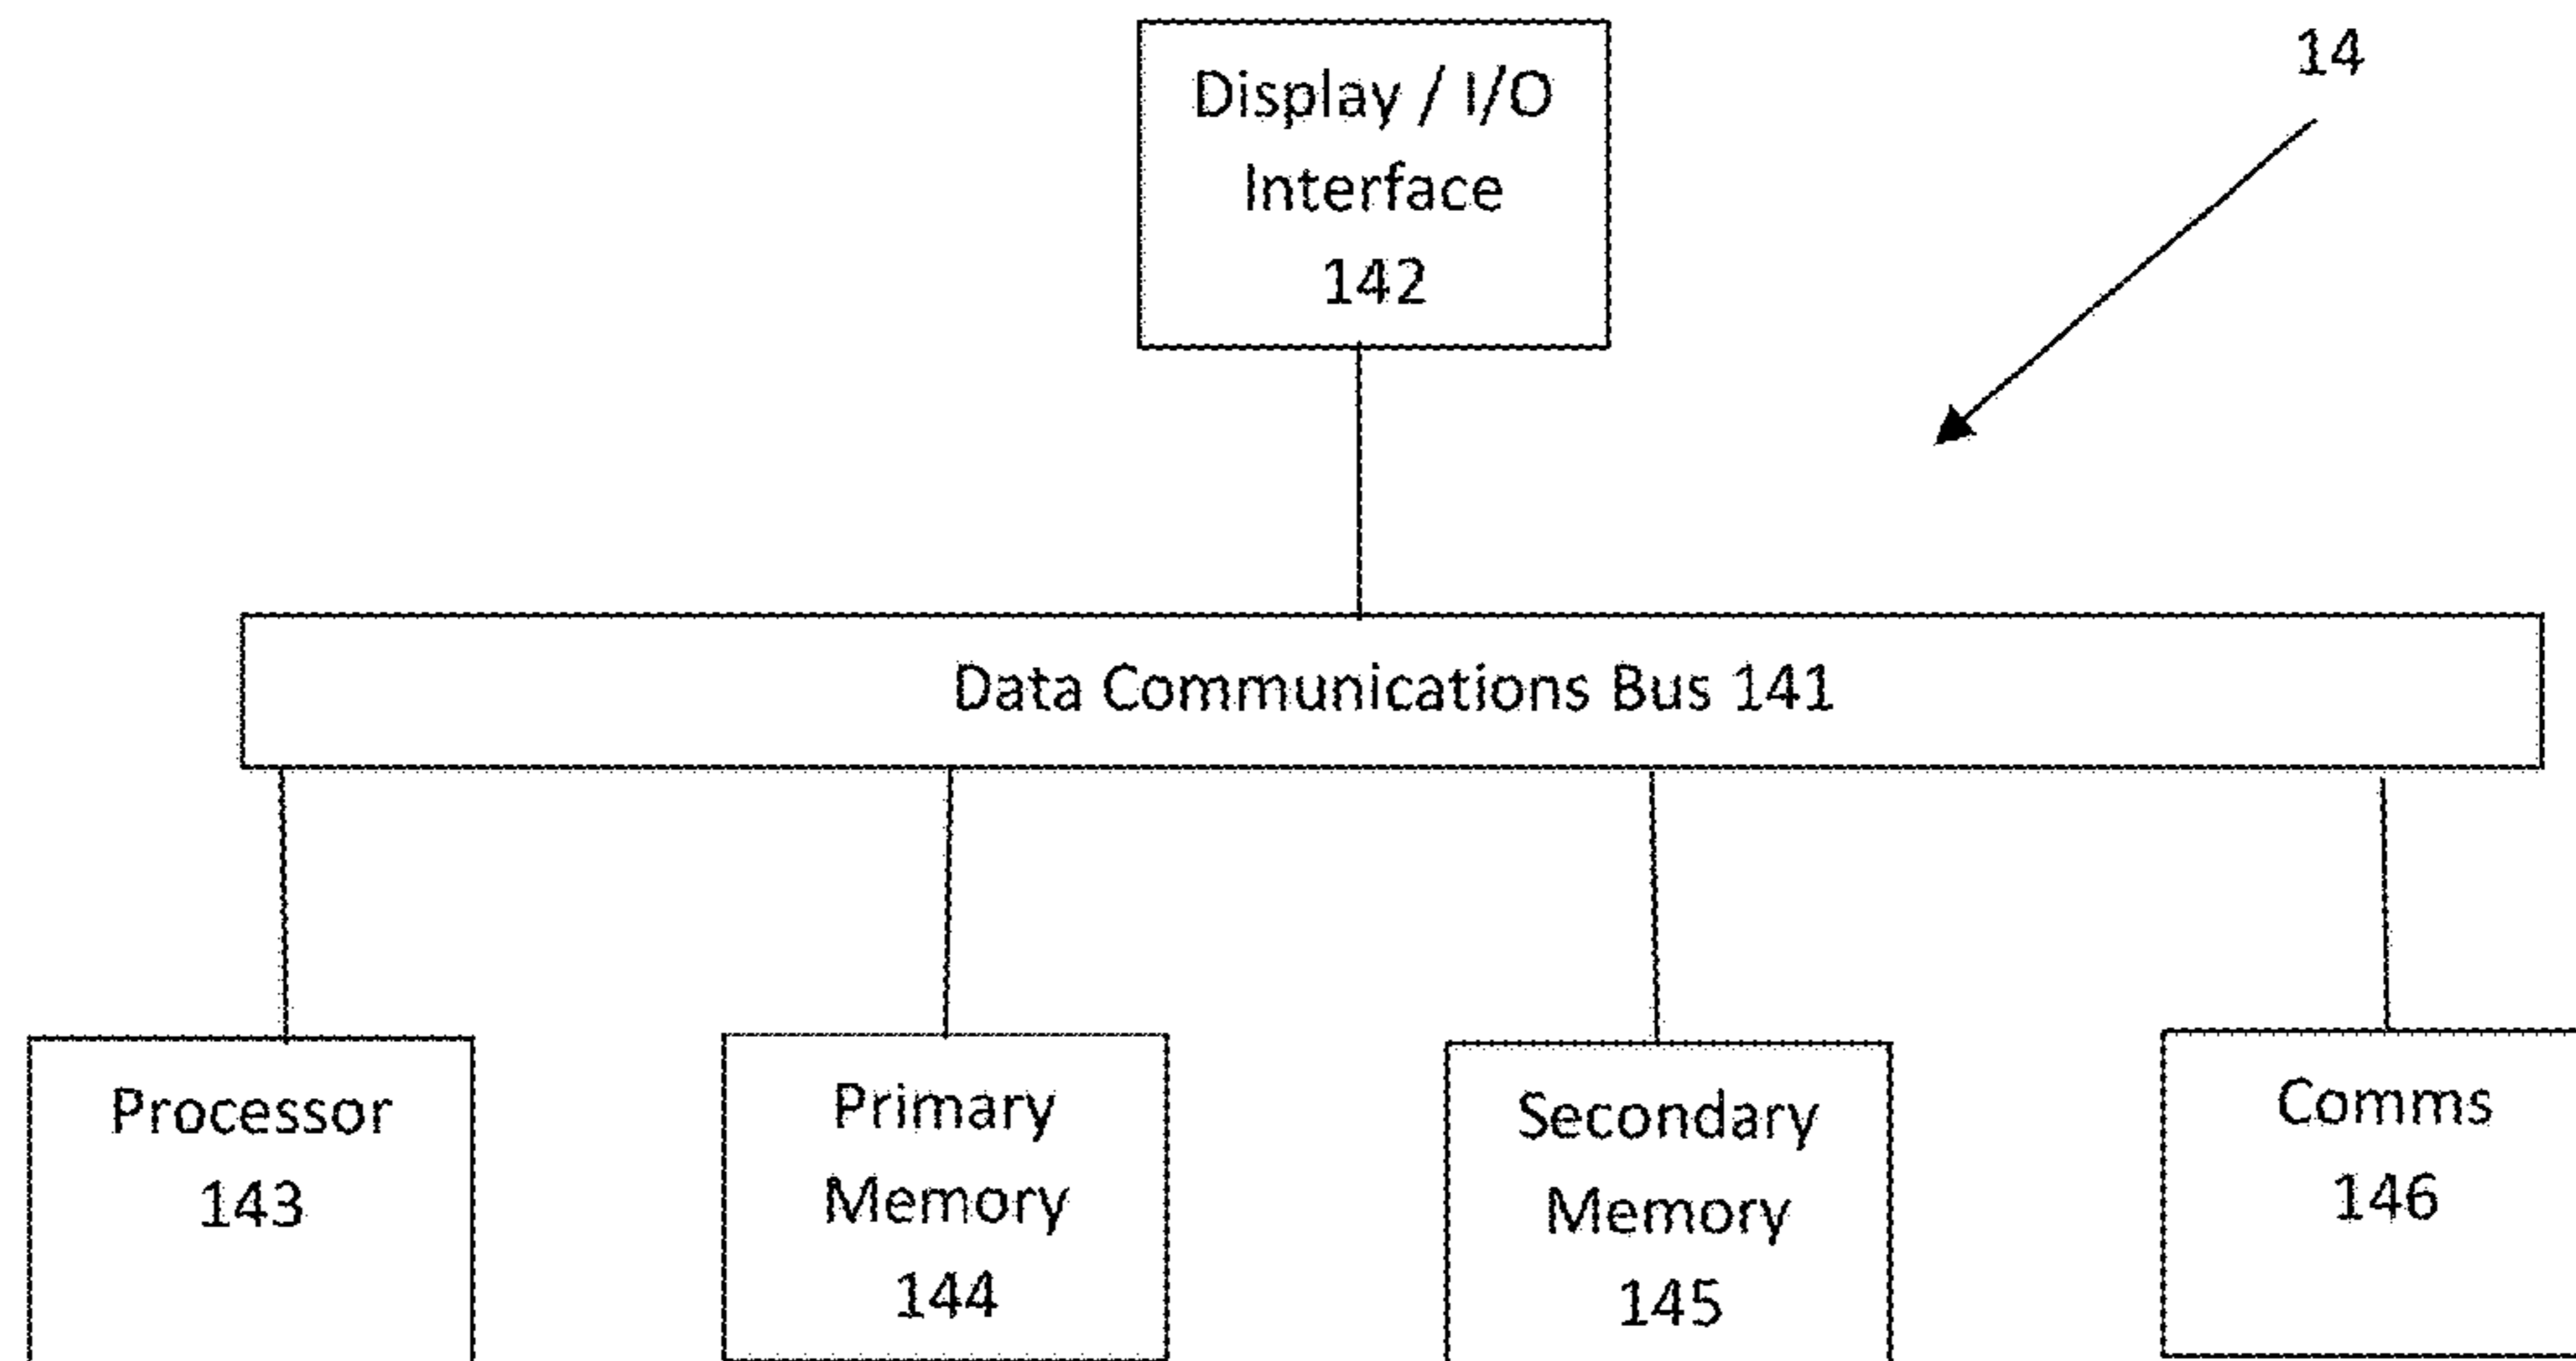 Display / I/O
Interface
142
14
Data Communications Bus 141
Processor
143
Primary
Memory
144
Secondary
Memory
145
Comms
146